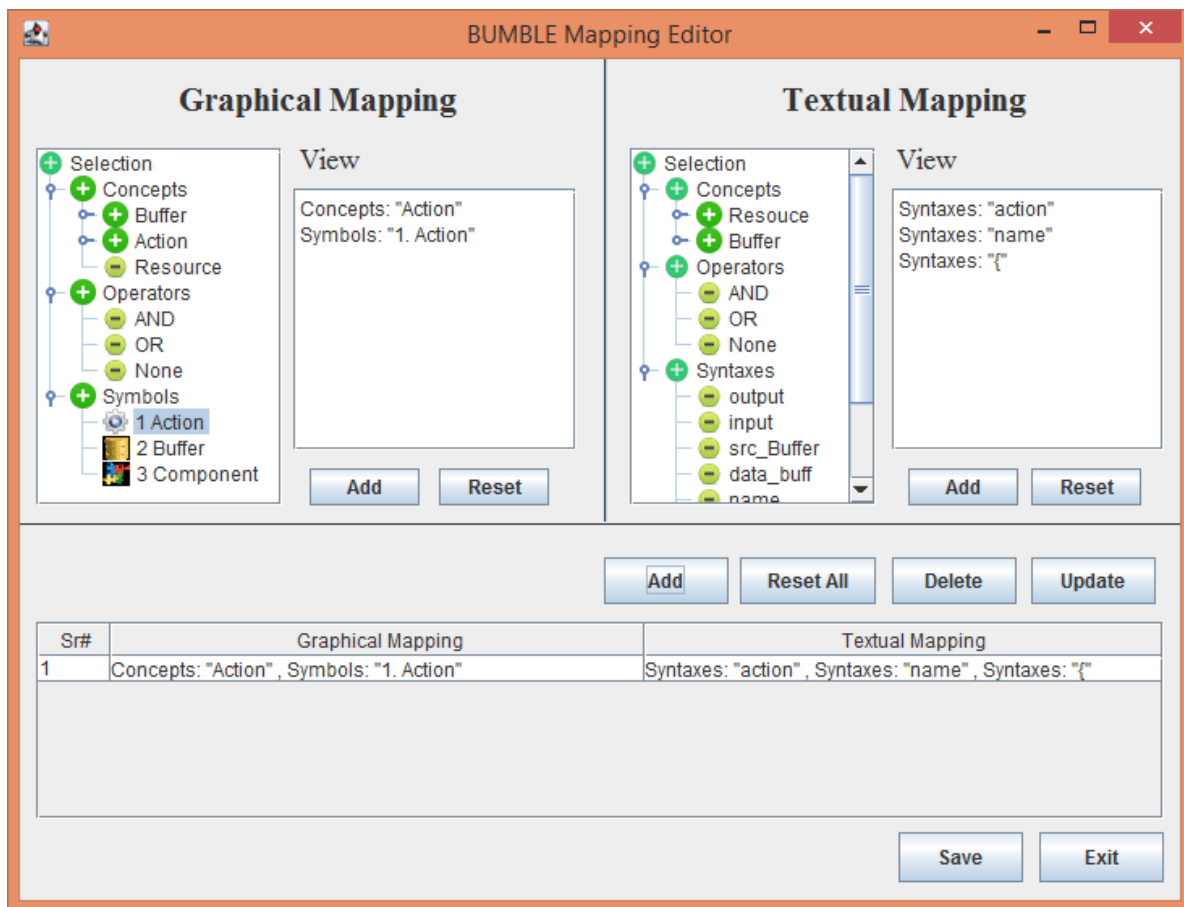 BUMBLE Mapping Editor
Graphical Mapping
Selection
Concepts
Buffer
Action
Resource
Operators
AND
OR
None
Symbols
1 Action
2 Buffer
3 Component
View
Concepts: "Action"
Symbols: "1. Action"
Add
Reset
Textual Mapping
Selection
Concepts
Resouce
Buffer
Operators
AND
OR
None
Syntaxes
output
input
src_Buffer
data_buff
name
View
Syntaxes: "action"
Syntaxes: "name"
Syntaxes: "{"
Add
Reset
Add
Reset All
Delete
Update
Sr# Graphical Mapping Textual Mapping
1 Concepts: "Action" , Symbols: "1. Action" Syntaxes: "action" , Syntaxes: "name" , Syntaxes: "{"
Save
Exit